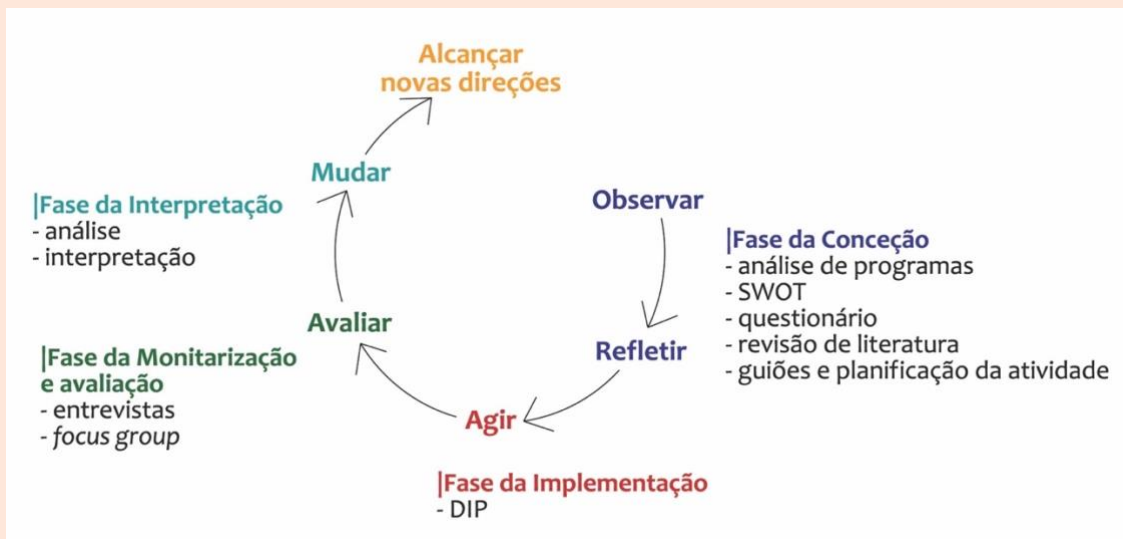 Alcançar
novas direções
Mudar
|Fase da Interpretação
- análise
- interpretação
Observar
|Fase da Conceção
- análise de programas
- SWOT
- questionário
- revisão de literatura
- guiões e planificação da atividade
Refletir
Avaliar
|Fase da Monitarização
e avaliação
- entrevistas
- focus group
Agir
|Fase da Implementação
- DIP